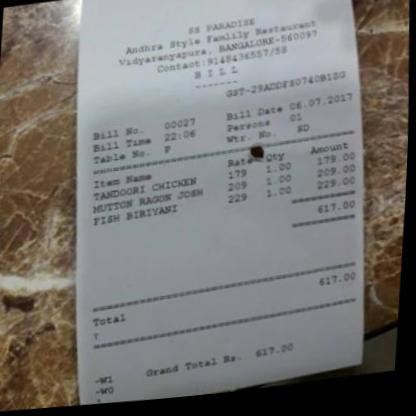 SS PARADISE
Andhra Style Famlily Restaurant
Vidyaranyapura, BANGALORE-560097
Contact:9148436557/58
B I L L
-------
GST-29ADDFS0740B1ZG
Bill No. 00027 Bill Date 06.07.2017
Bill Time 22:06 Persons 01
Table No. P Wtr. No. ND
Item Name Rate Qty Amount
TANDOORI CHICKEN 179 1.00 179.00
MUTTON RAGON JOSH 209 1.00 209.00
FISH BIRIYANI 229 1.00 229.00
617.00
Total 617.00
Grand Total Rs. 617.00
-W1
-W0